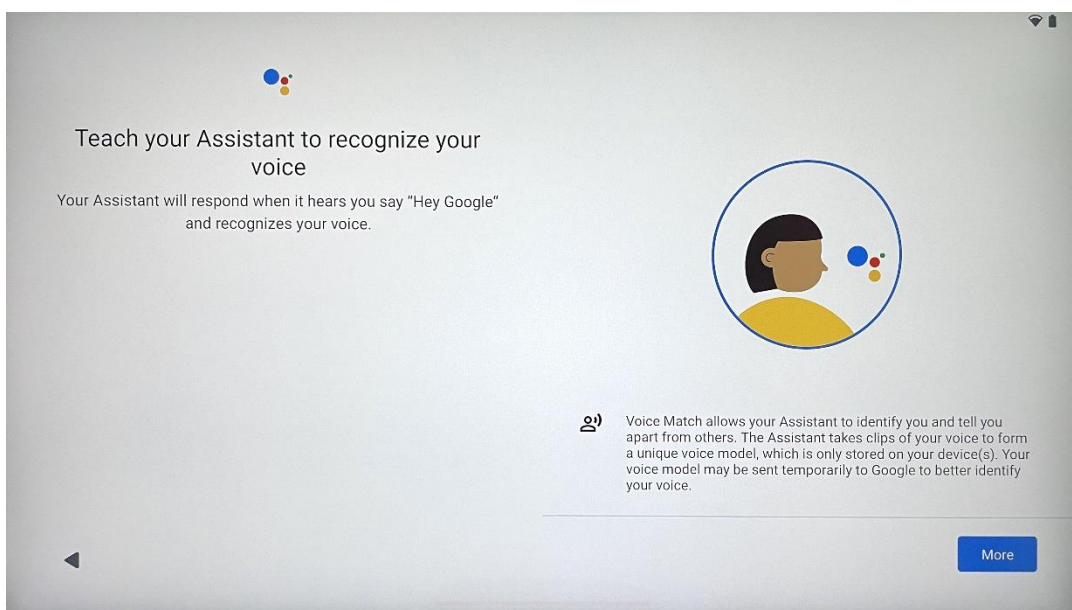 Teach your Assistant to recognize your
voice
Your Assistant will respond when it hears you say “Hey Google“
and recognizes your voice.
Voice Match allows your Assistant to identify you and tell you
apart from others. The Assistant takes clips of your voice to form
a unique voice model, which is only stored on your device(s). Your
voice model may be sent temporarily to Google to better identify
your voice.
More